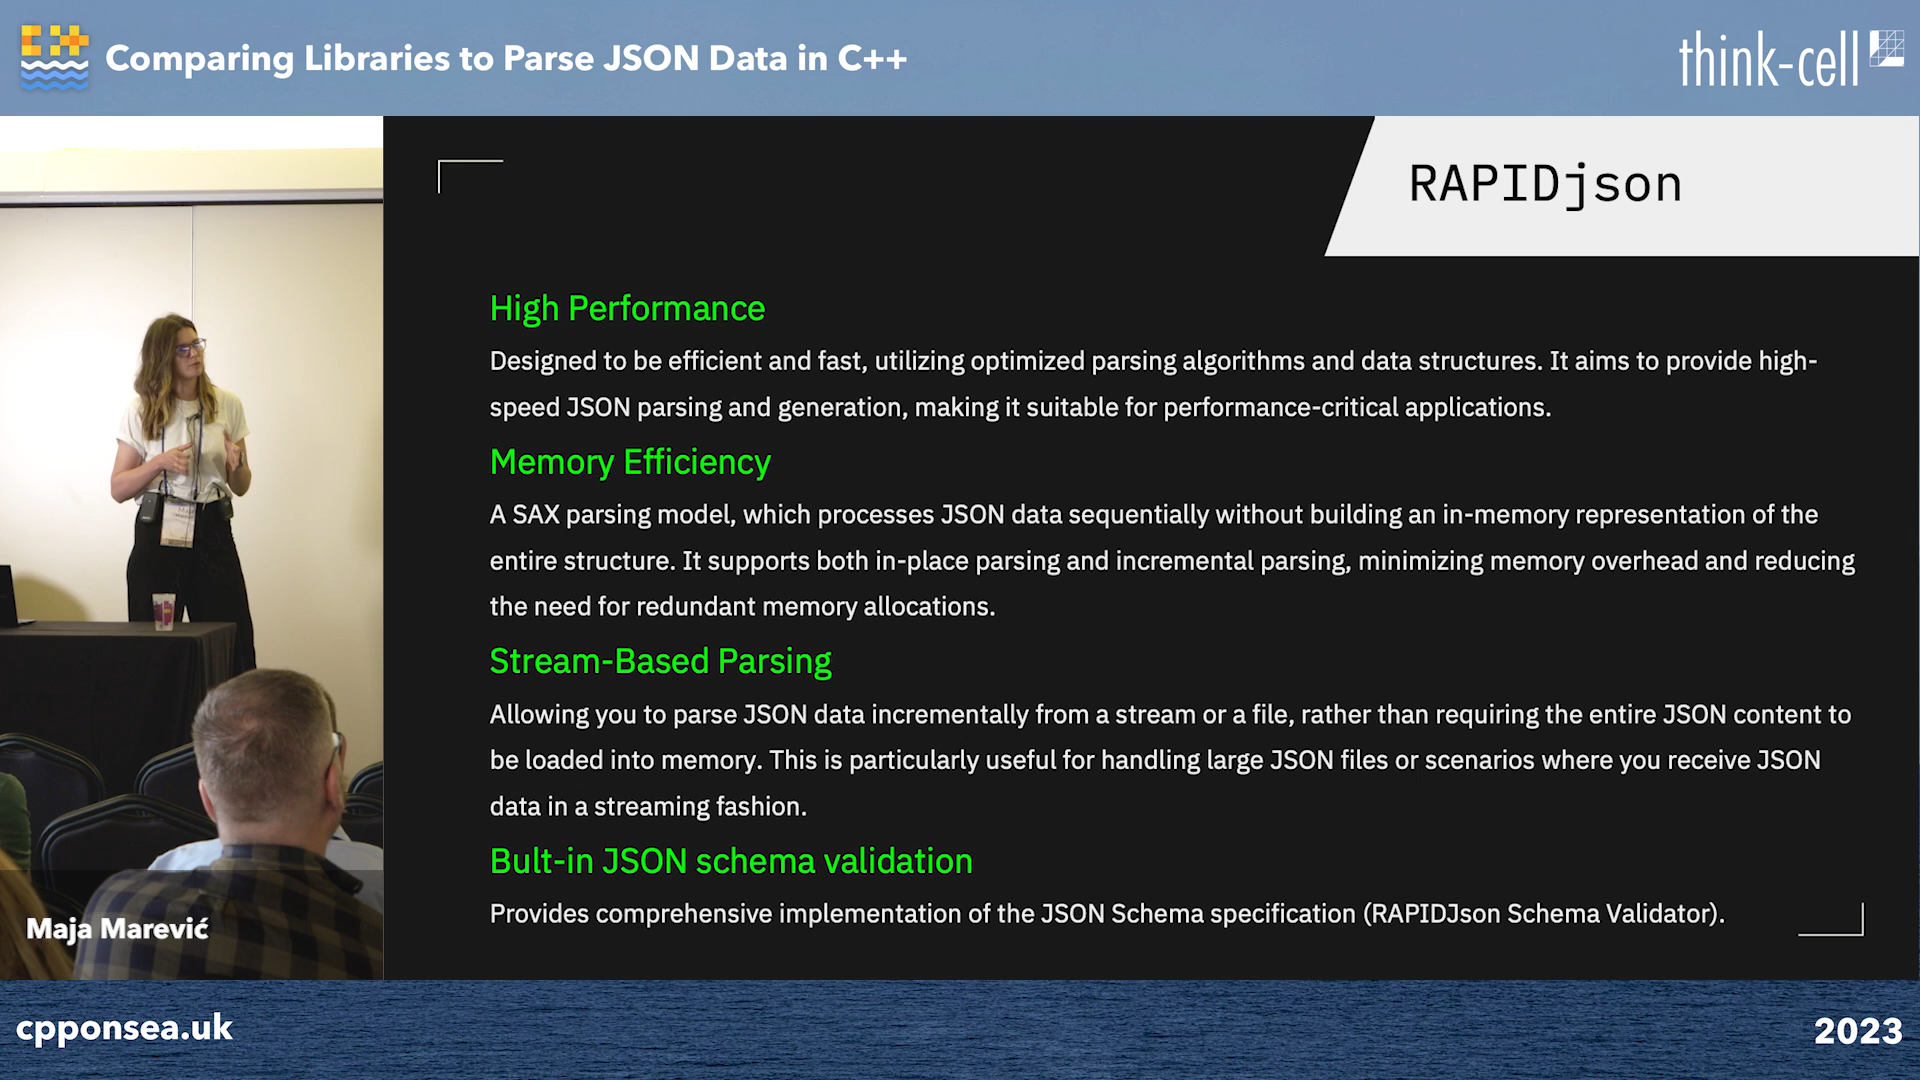 Comparing Libraries to Parse JSON Data in C++
think-cell
RAPIDjson
High Performance
Designed to be efficient and fast, utilizing optimized parsing algorithms and data structures. It aims to provide high-
speed JSON parsing and generation, making it suitable for performance-critical applications.
Memory Efficiency
A SAX parsing model, which processes JSON data sequentially without building an in-memory representation of the
entire structure. It supports both in-place parsing and incremental parsing, minimizing memory overhead and reducing
the need for redundant memory allocations.
Stream-Based Parsing
Allowing you to parse JSON data incrementally from a stream or a file, rather than requiring the entire JSON content to
be loaded into memory. This is particularly useful for handling large JSON files or scenarios where you receive JSON
data in a streaming fashion.
Bult-in JSON schema validation
Provides comprehensive implementation of the JSON Schema specification (RAPIDJson Schema Validator).
Maja Marević
cpponsea.uk
2023